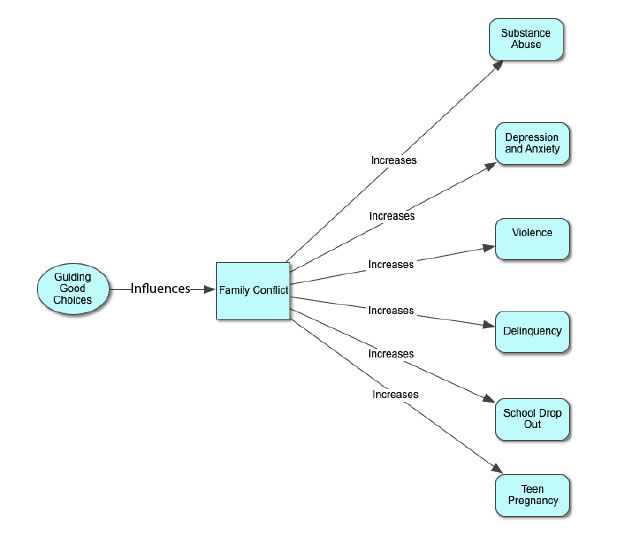 Substance
Abuse
Increases
Depression
and Anxiety
Increases
Violence
Increases
Guiding
Good
Choices
Influences
Family Conflict
Increases
Delinquency
Increases
School Drop
Out
Increases
Teen
Pregnancy